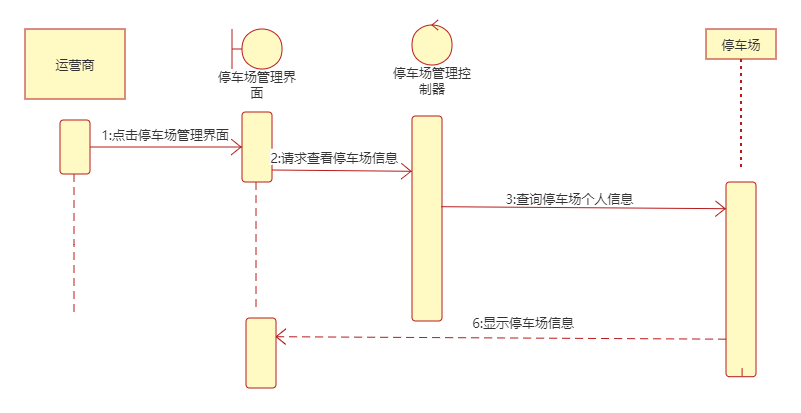 运营商
停车场管理界
面
停车场管理控
制器
停车场
1:点击停车场管理界面
2:请求查看停车场信息
3:查询停车场个人信息
6:显示停车场信息